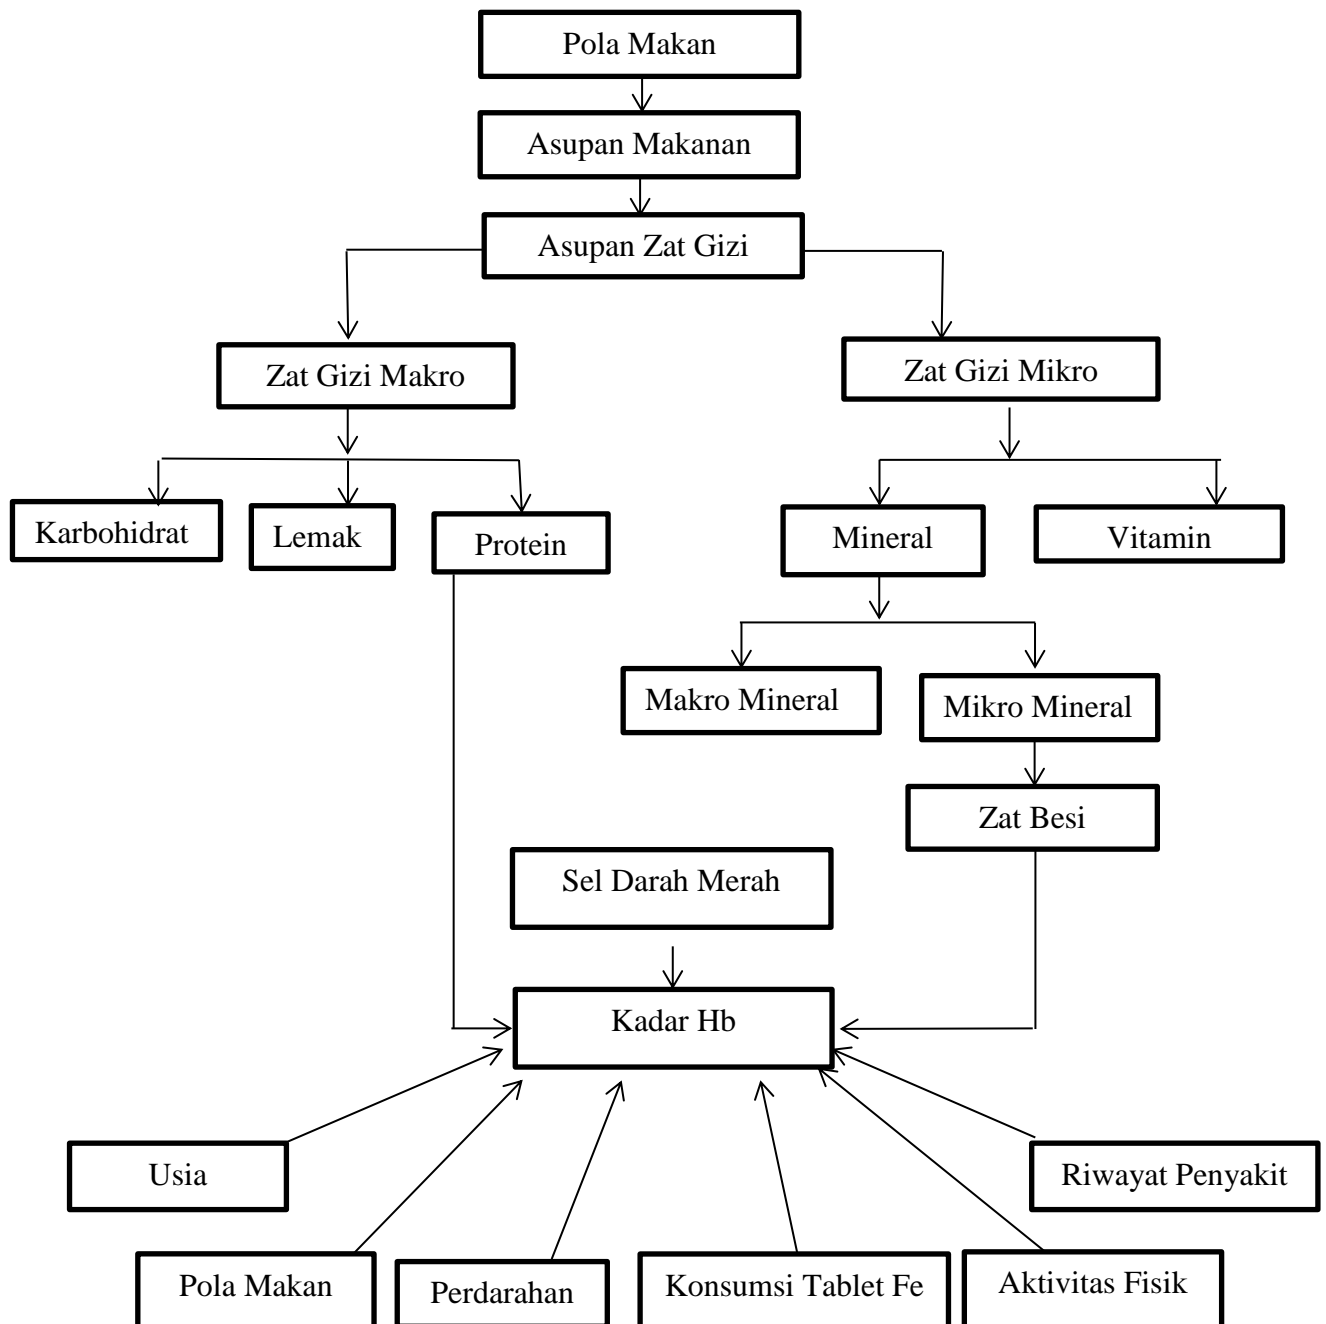 Pola Makan
Asupan Makanan
Asupan Zat Gizi
Zat Gizi Makro
Zat Gizi Mikro
Karbohidrat
Lemak
Protein
Mineral
Vitamin
Makro Mineral
Mikro Mineral
Zat Besi
Sel Darah Merah
Kadar Hb
Usia
Riwayat Penyakit
Pola Makan
Perdarahan
Konsumsi Tablet Fe
Aktivitas Fisik